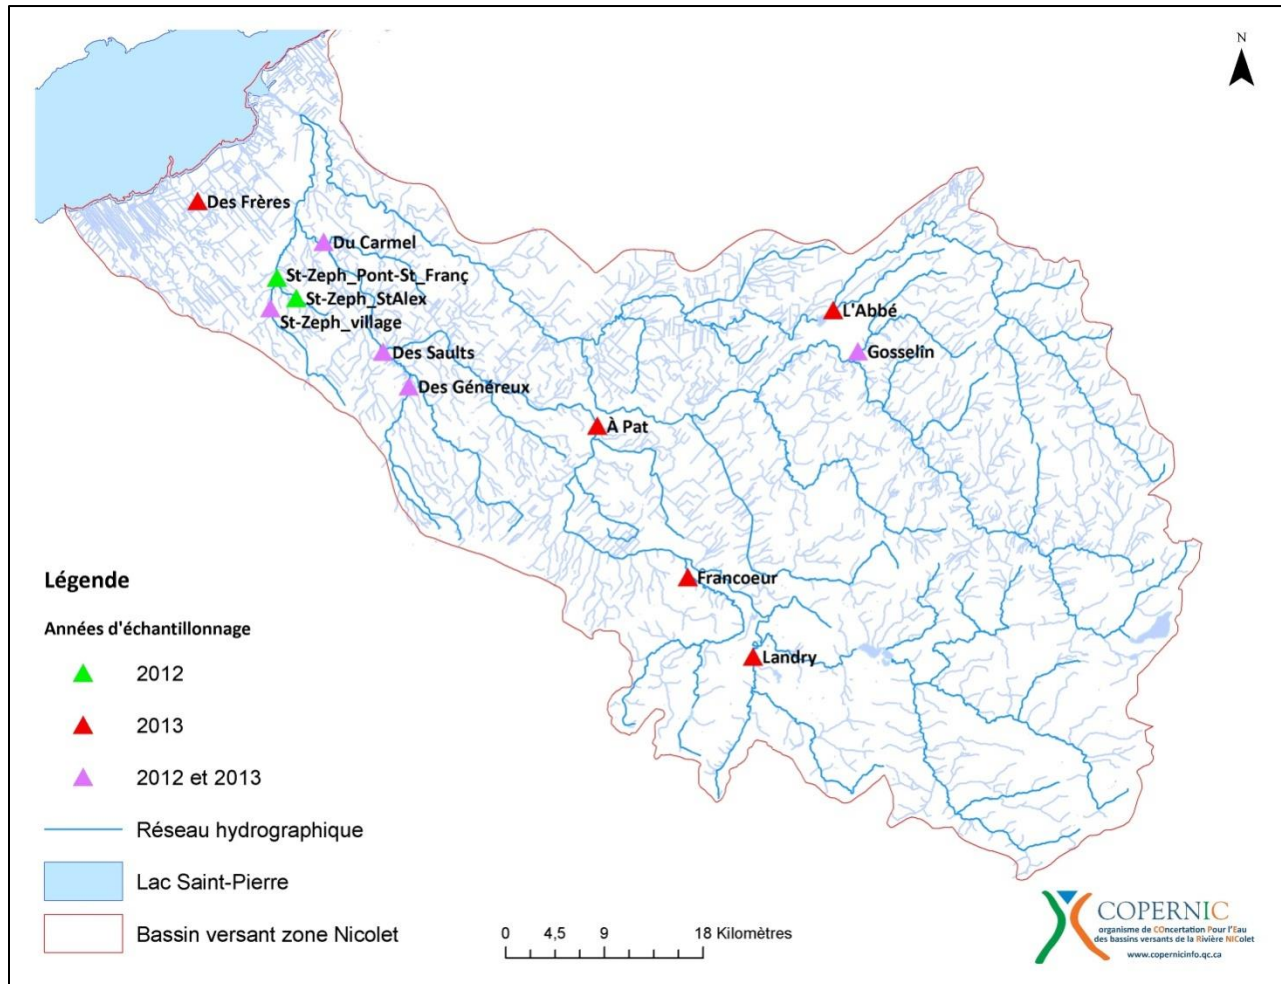 N
Des Frères
Du Carmel
St-Zeph_Pont-St_Franç
St-Zeph_StAlex
St-Zeph_village
L'Abbé
Des Saults
Gosselin
Des Généreux
À Pat
Francoeur
Landry
Légende
Années d'échantillonnage
2012
2013
2012 et 2013
Réseau hydrographique
Lac Saint-Pierre
Bassin versant zone Nicolet
0 4,5 9 18 Kilomètres
COPERNIC
organisme de COncertation Pour l'Eau
des bassins versants de la Rivière NIColet
www.copernicinfo.qc.ca